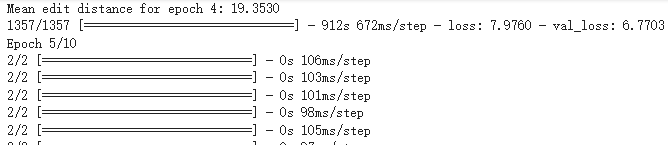 Mean edit distance for epoch 4: 19.3530
1357/1357 [==============================] - 912s 672ms/step - loss: 7.9760 - val_loss: 6.7703
Epoch 5/10
2/2 [==============================] - 0s 106ms/step
2/2 [==============================] - 0s 103ms/step
2/2 [==============================] - 0s 101ms/step
2/2 [==============================] - 0s 98ms/step
2/2 [==============================] - 0s 105ms/step